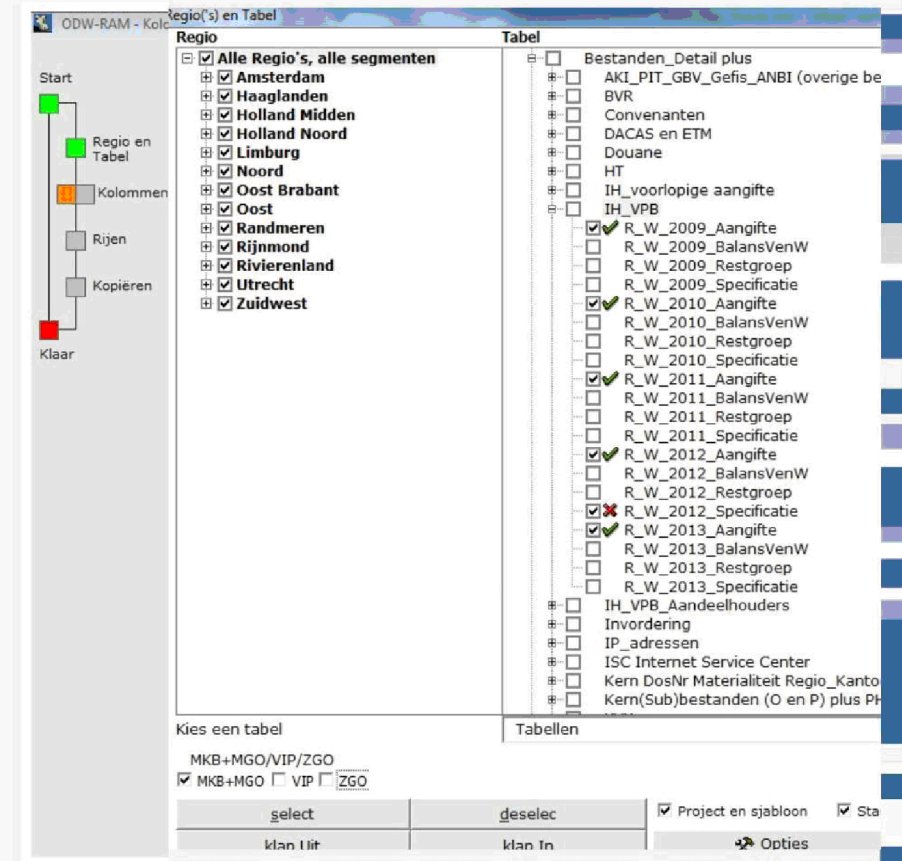 ODW-RAM - Kolo
Regio('s) en Tabel
Start
Regio en
Tabel
Kolommen
Rijen
Kopiëren
Klaar
Regio
Alle Regio's, alle segmenten
Amsterdam
Haaglanden
Holland Midden
Holland Noord
Limburg
Noord
Oost Brabant
Oost
Randmeren
Rijnmond
Rivierenland
Utrecht
Zuidwest
Tabel
Bestanden_Detail plus
AKI_PIT_GBV_Gefis_ANBI (overige be
BVR
Convenanten
DACAS en ETM
Douane
HT
IH_voorlopige aangifte
IH_VPB
R_W_2009_Aangifte
R_W_2009_BalansVenW
R_W_2009_Restgroep
R_W_2009_Specificatie
R_W_2010_Aangifte
R_W_2010_BalansVenW
R_W_2010_Restgroep
R_W_2010_Specificatie
R_W_2011_Aangifte
R_W_2011_BalansVenW
R_W_2011_Restgroep
R_W_2011_Specificatie
R_W_2012_Aangifte
R_W_2012_BalansVenW
R_W_2012_Restgroep
R_W_2012_Specificatie
R_W_2013_Aangifte
R_W_2013_BalansVenW
R_W_2013_Restgroep
R_W_2013_Specificatie
IH_VPB_Aandeelhouders
Invordering
IP_adressen
ISC Internet Service Center
Kern DosNr Materialiteit Regio_Kanto
Kern(Sub)bestanden (O en P) plus PH
Kies een tabel
Tabellen
MKB+MGO/VIP/ZGO
MKB+MGO VIP ZGO
select
deselec
Project en sjabloon
Sta
klap Uit
klap In
Opties